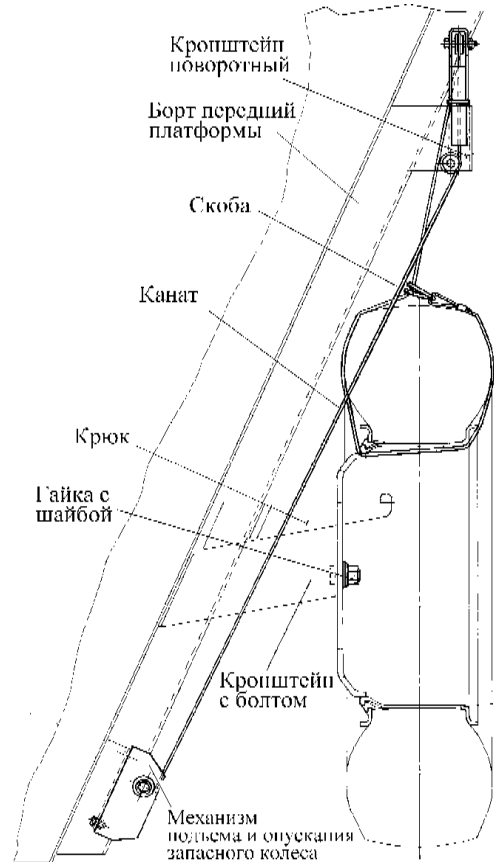 Кронштейн
поворотный
Борт передний
платформы
Скоба
Канат
Крюк
Гайка с
шайбой
Кронштейн
с болтом
Механизм
подъема и опускания
запасного колеса